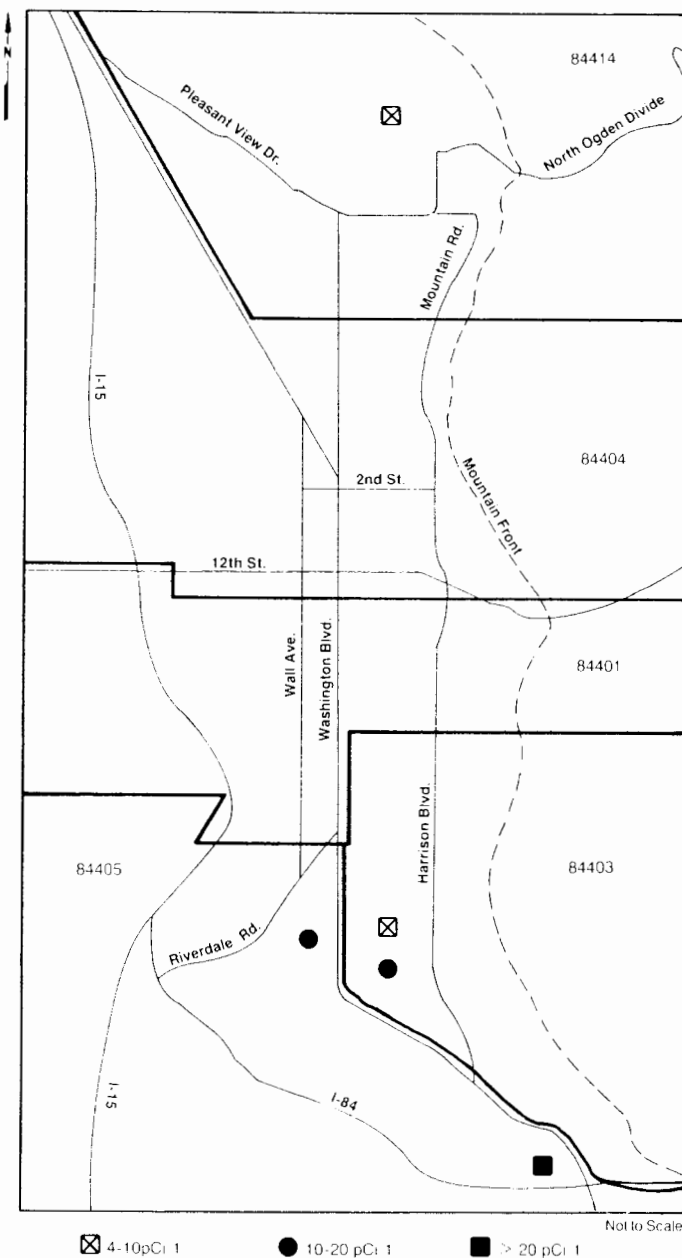 N
84414
Pleasant View Dr.
North Ogden Divide
Mountain Rd.
I-15
84404
2nd St.
Mountain Front
12th St.
84401
Wall Ave.
Washington Blvd.
Harrison Blvd.
84405
84403
Riverdale Rd.
I-15
I-84
Not to Scale
4-10pCi 1
10-20 pCi 1
> 20 pCi 1